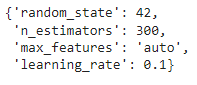 {'random_state': 42,
'n_estimators': 300,
'max_features': 'auto',
'learning_rate': 0.1}